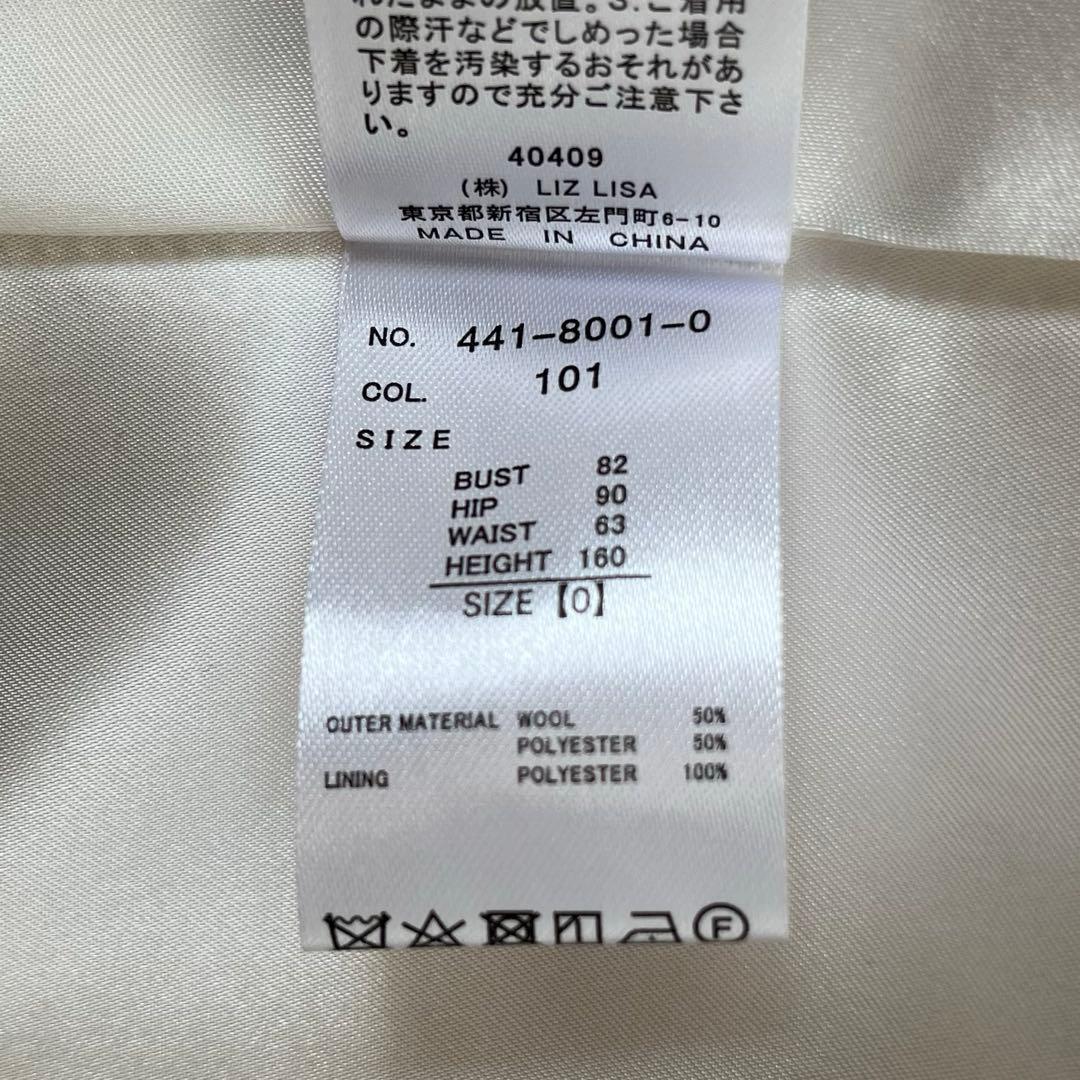 れたままの放置。3.ご着用
の際汗などでしめった場合
下着を汚染するおそれがあ
りますので充分ご注意下さ
い。
40409
(株) LIZ LISA
東京都新宿区左門町6-10
MADE IN CHINA
NO. 441-8001-0
COL. 101
SIZE
BUST 82
HIP 90
WAIST 63
HEIGHT 160
SIZE【0】
OUTER MATERIAL WOOL 50%
POLYESTER 50%
LINING POLYESTER 100%
F